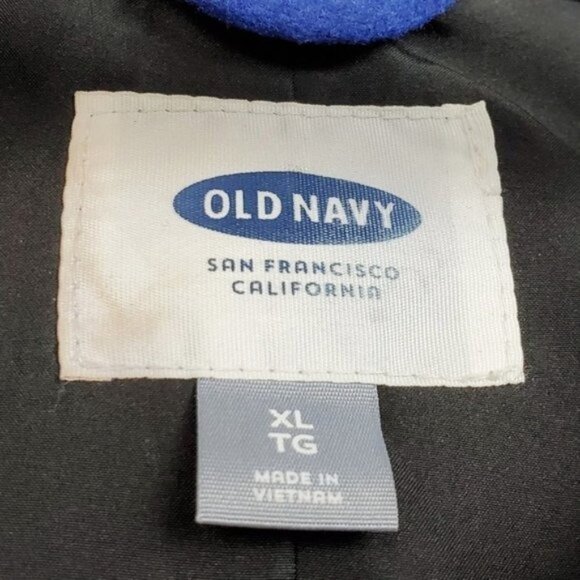 OLD NAVY
SAN FRANCISCO
CALIFORNIA
XL
TG
MADE IN
VIETNAM